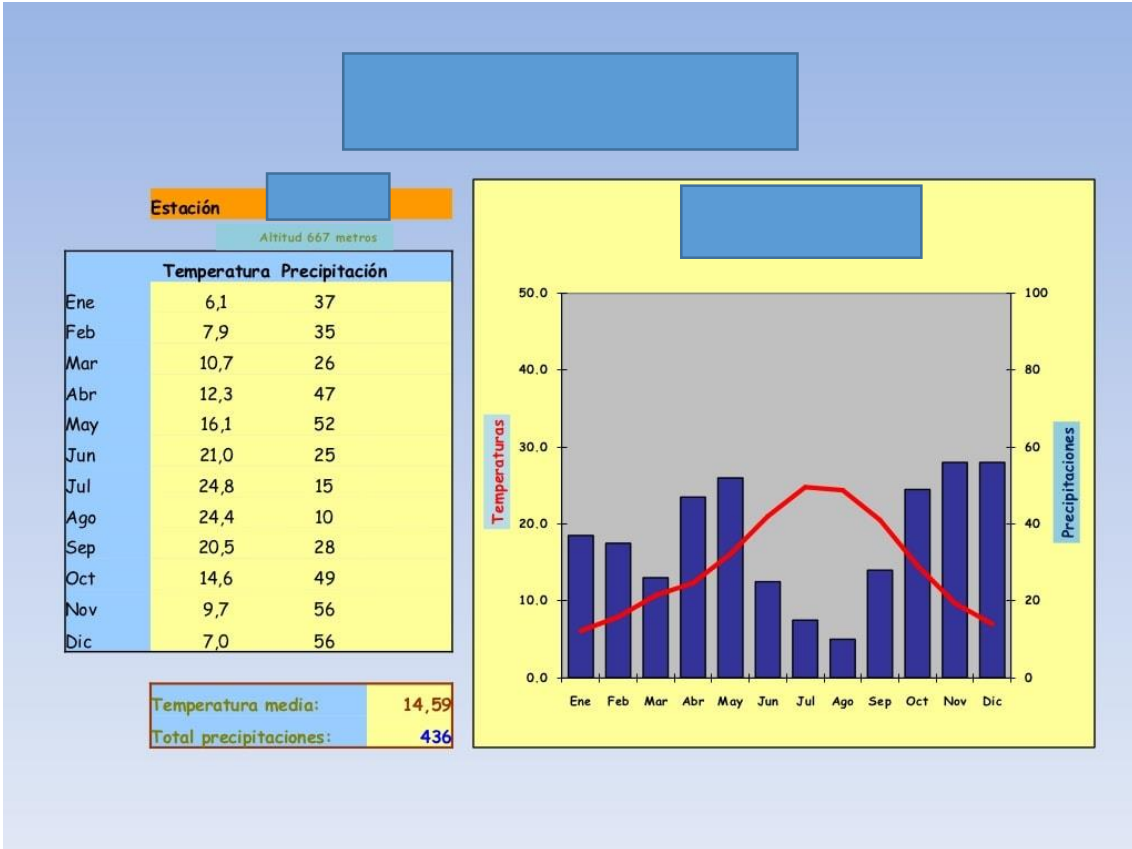 Estación
Altitud 667 metros
Temperatura Precipitación
Ene 6,1 37
Feb 7,9 35
Mar 10,7 26
Abr 12,3 47
May 16,1 52
Jun 21,0 25
Jul 24,8 15
Ago 24,4 10
Sep 20,5 28
Oct 14,6 49
Nov 9,7 56
Dic 7,0 56
Temperatura media: 14,59
Total precipitaciones: 436
Temperaturas
50.0
40.0
30.0
20.0
10.0
0.0
100
80
60
40
20
0
Precipitaciones
Ene Feb Mar Abr May Jun Jul Ago Sep Oct Nov Dic